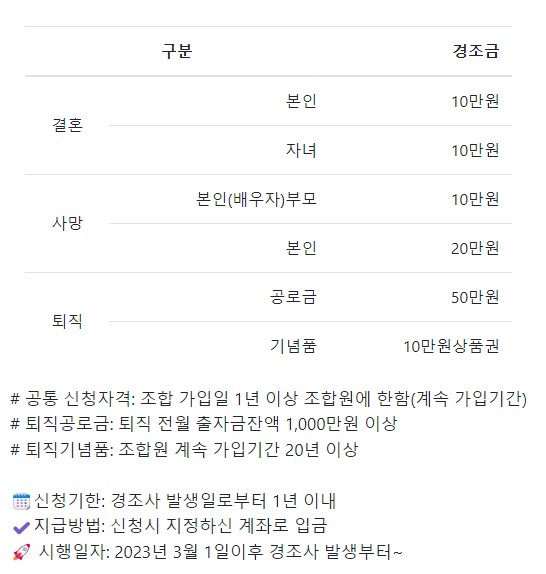 구분 경조금
결혼 본인 10만원
자녀 10만원
사망 본인(배우자)부모 10만원
본인 20만원
퇴직 공로금 50만원
기념품 10만원상품권
# 공통 신청자격: 조합 가입일 1년 이상 조합원에 한함(계속 가입기간)
# 퇴직공로금: 퇴직 전월 출자금잔액 1,000만원 이상
# 퇴직기념품: 조합원 계속 가입기간 20년 이상
신청기한: 경조사 발생일로부터 1년 이내
지급방법: 신청시 지정하신 계좌로 입금
시행일자: 2023년 3월 1일이후 경조사 발생부터~